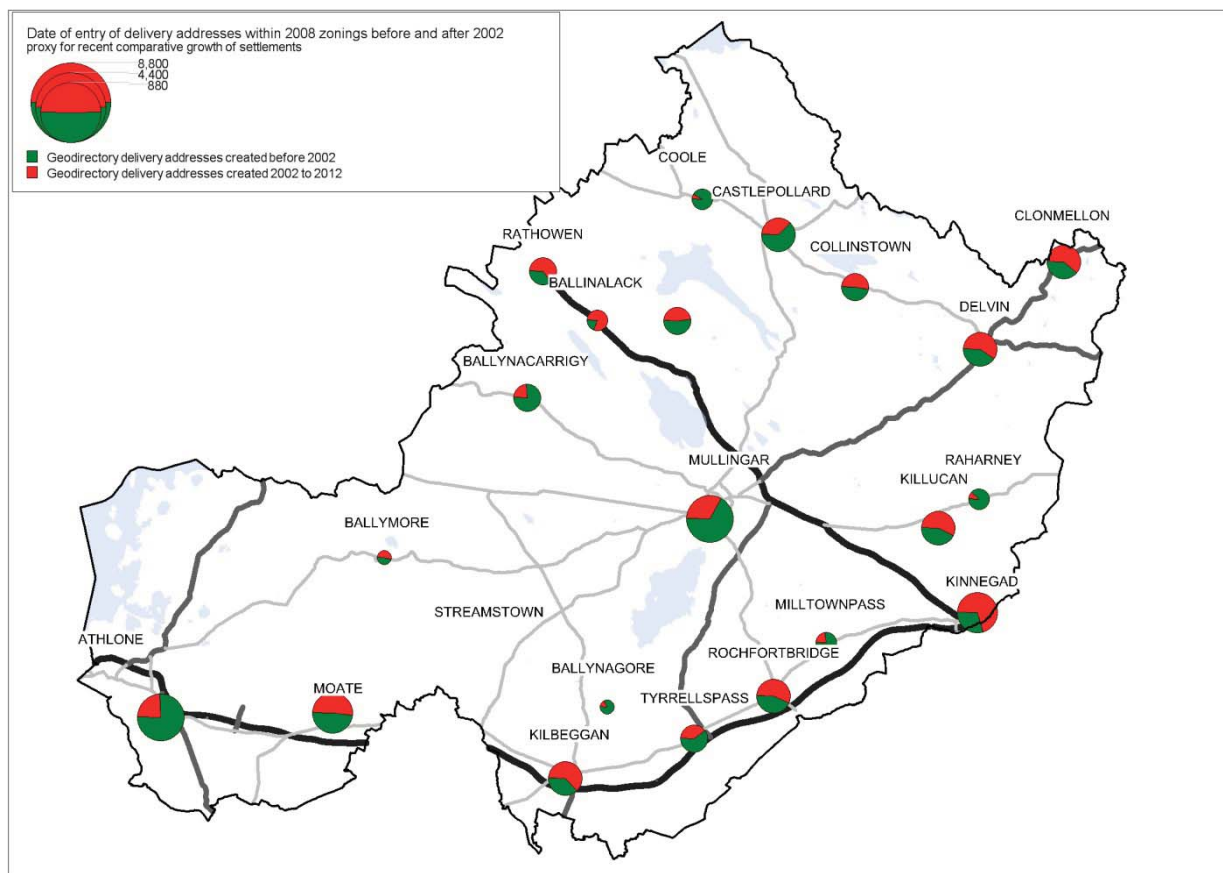 Date of entry of delivery addresses within 2008 zonings before and after 2002
proxy for recent comparative growth of settlements
8,800
4,400
880
Geodirectory delivery addresses created before 2002
Geodirectory delivery addresses created 2002 to 2012
COOLE
CASTLEPOLLARD
CLONMELLON
RATHOWEN
COLLINSTOWN
BALLINALACK
DELVIN
BALLYNACARRIGY
MULLINGAR
RAHARNEY
KILLUCAN
BALLYMORE
KINNEGAD
MILLTOWNPASS
STREAMSTOWN
ATHLONE
ROCHFORTBRIDGE
BALLYNAGORE
MOATE
TYRRELLSPASS
KILBEGGAN